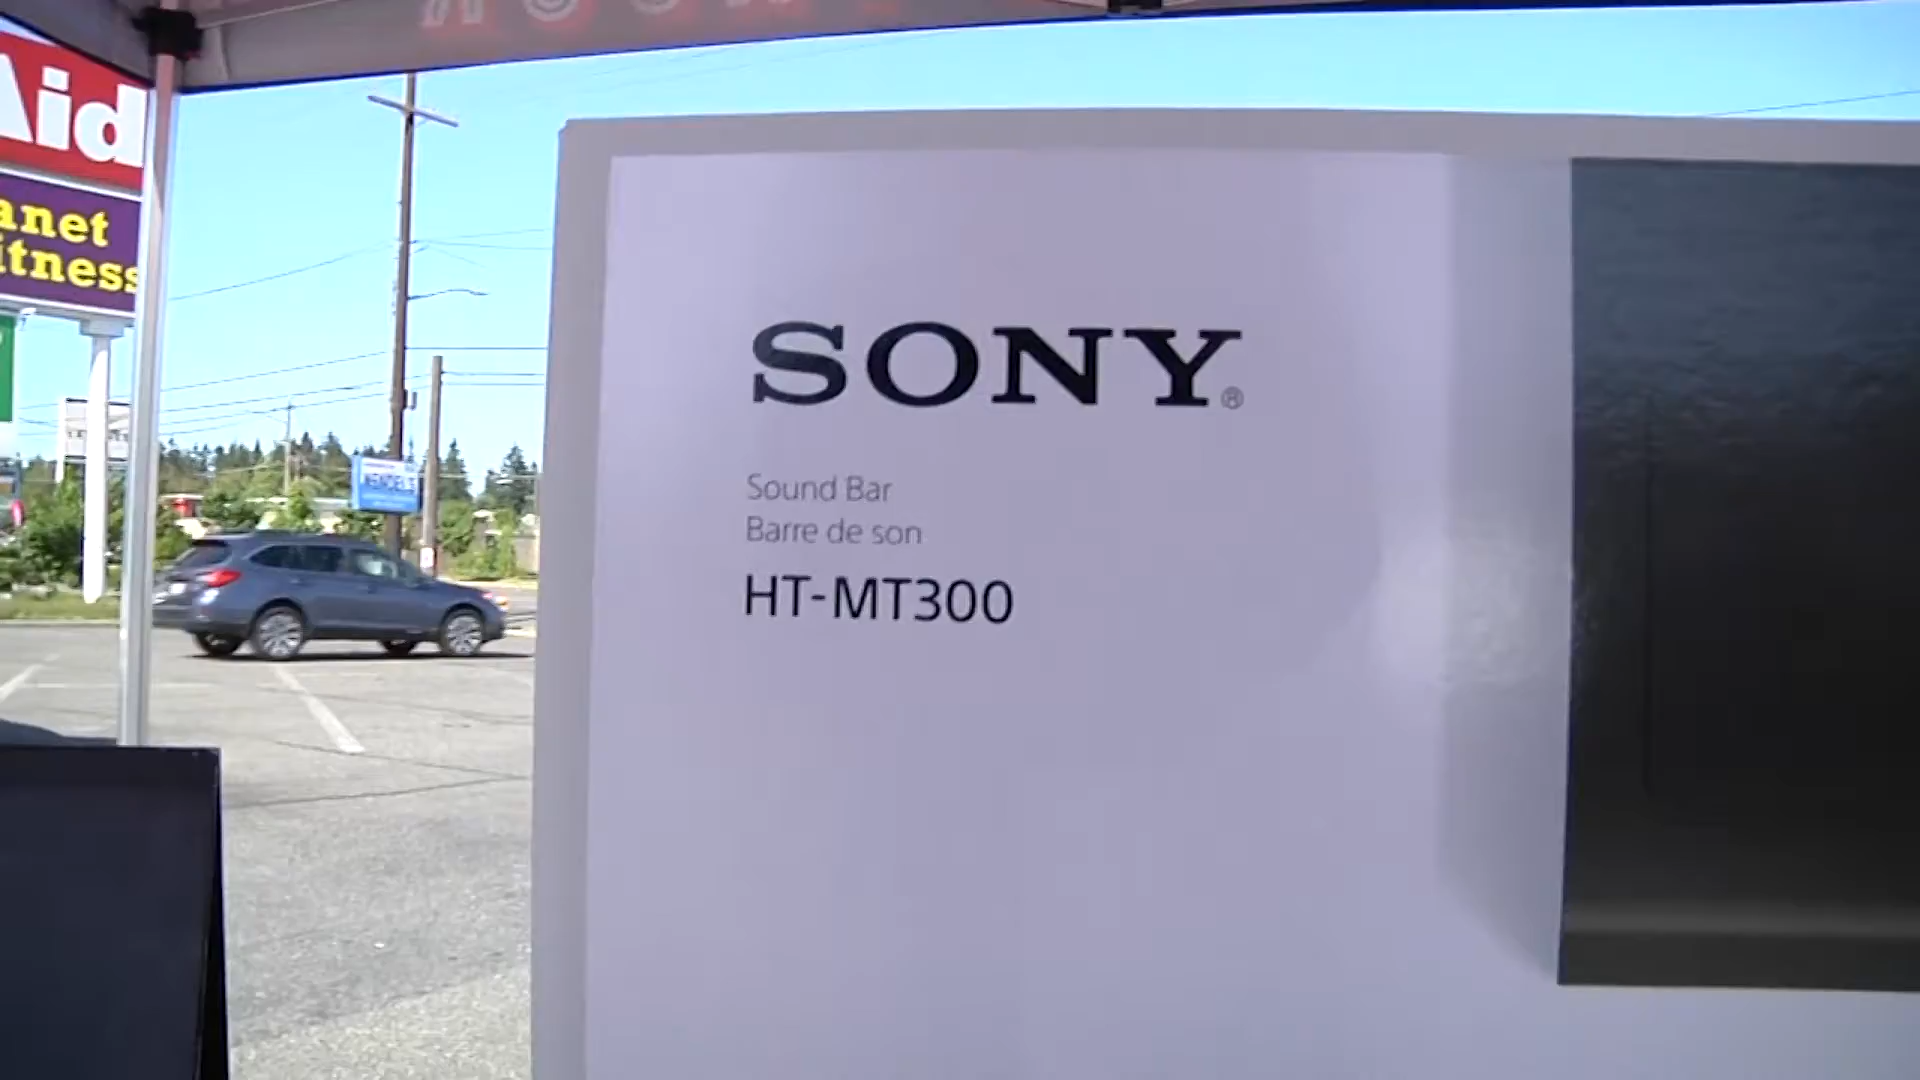 Aid
anet
itness
SONY®
Sound Bar
Barre de son
HT-MT300